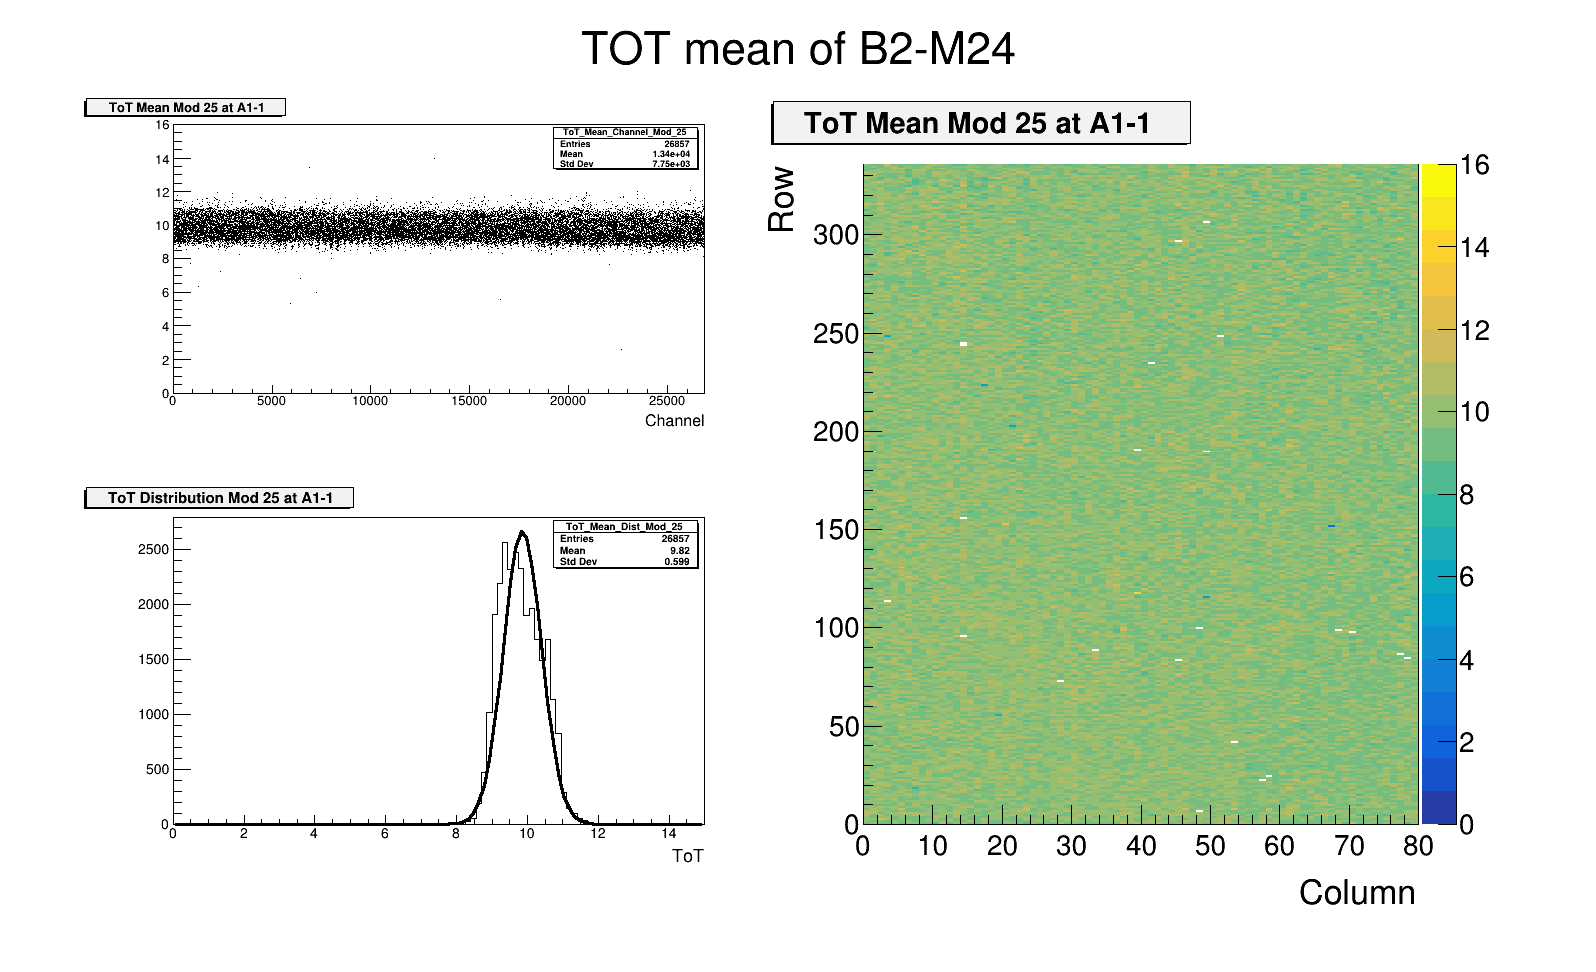 TOT mean of B2-M24
ToT Mean Mod 25 at A1-1
16
14
12
10
8
6
4
2
0
0 5000 10000 15000 20000 25000
Channel
ToT_Mean_Channel_Mod_25
Entries 26857
Mean 1.34e+04
Std Dev 7.75e+03
ToT Distribution Mod 25 at A1-1
2500
2000
1500
1000
500
0
0 2 4 6 8 10 12 14
ToT
ToT_Mean_Dist_Mod_25
Entries 26857
Mean 9.82
Std Dev 0.599
ToT Mean Mod 25 at A1-1
Row
300
250
200
150
100
50
0
0 10 20 30 40 50 60 70 80
Column
16
14
12
10
8
6
4
2
0